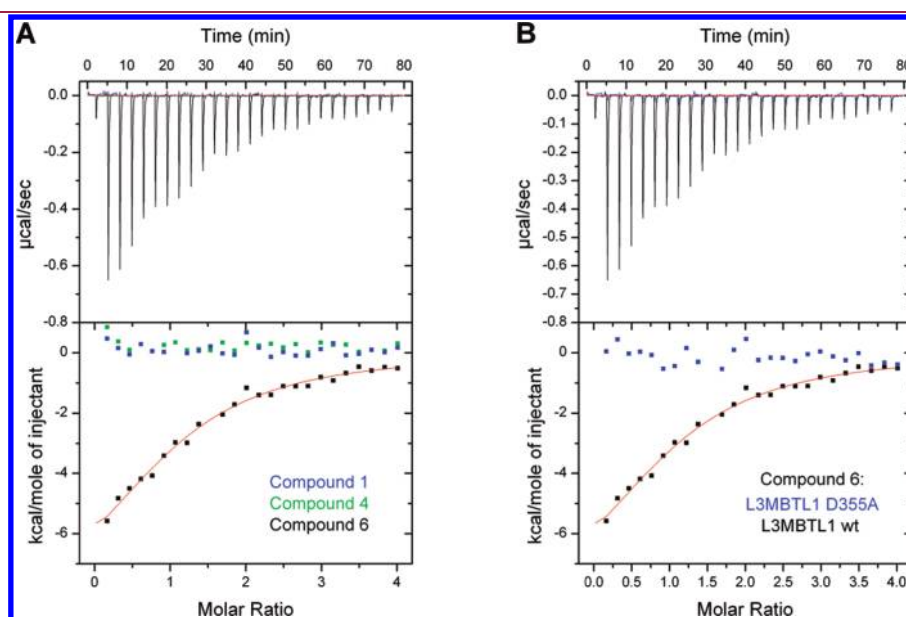 A
Time (min)
0 10 20 30 40 50 60 70 80
0.0
-0.2
-0.4
-0.6
-0.8
µcal/sec
0
-2
-4
-6
kcal/mole of injectant
Compound 1
Compound 4
Compound 6
0 1 2 3 4
Molar Ratio
B
Time (min)
0 10 20 30 40 50 60 70 80
0.0
-0.1
-0.2
-0.3
-0.4
-0.5
-0.6
-0.7
-0.8
µcal/sec
0
-2
-4
-6
kcal/mole of injectant
Compound 6:
L3MBTL1 D355A
L3MBTL1 wt
0.0 0.5 1.0 1.5 2.0 2.5 3.0 3.5 4.0
Molar Ratio